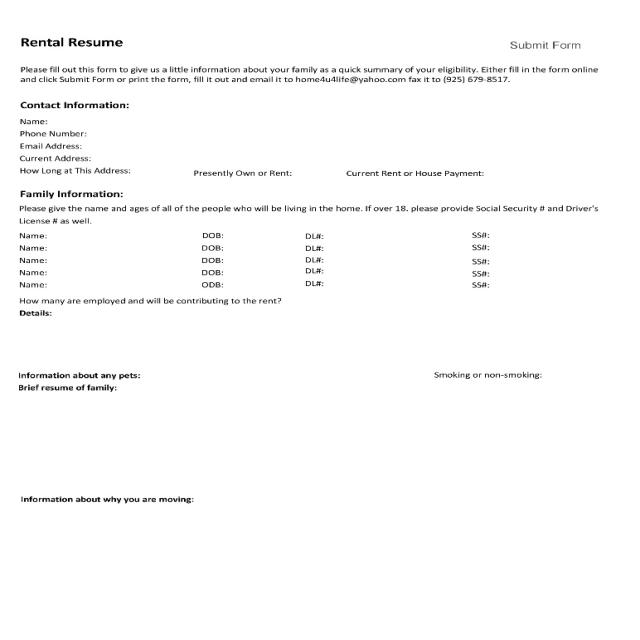 Rental Resume
Submit Form
Please fill out this form to give us a little information about your family as a quick summary of your eligibility. Either fill in the form online
and click Submit Form or print the form, fill it out and email it to home4u4life@yahoo.com fax it to (925) 679-8517.
Contact Information:
Name:
Phone Number:
Email Address:
Current Address:
How Long at This Address: Presently Own or Rent: Current Rent or House Payment:
Family Information:
Please give the name and ages of all of the people who will be living in the home. If over 18. please provide Social Security # and Driver's
License # as well.
Name: DOB: DL#: SS#:
Name: DOB: DL#: SS#:
Name: DOB: DL#: SS#:
Name: DOB: DL#: SS#:
Name: ODB: DL#: SS#:
How many are employed and will be contributing to the rent?
Details:
Information about any pets: Smoking or non-smoking:
Brief resume of family:
Information about why you are moving: